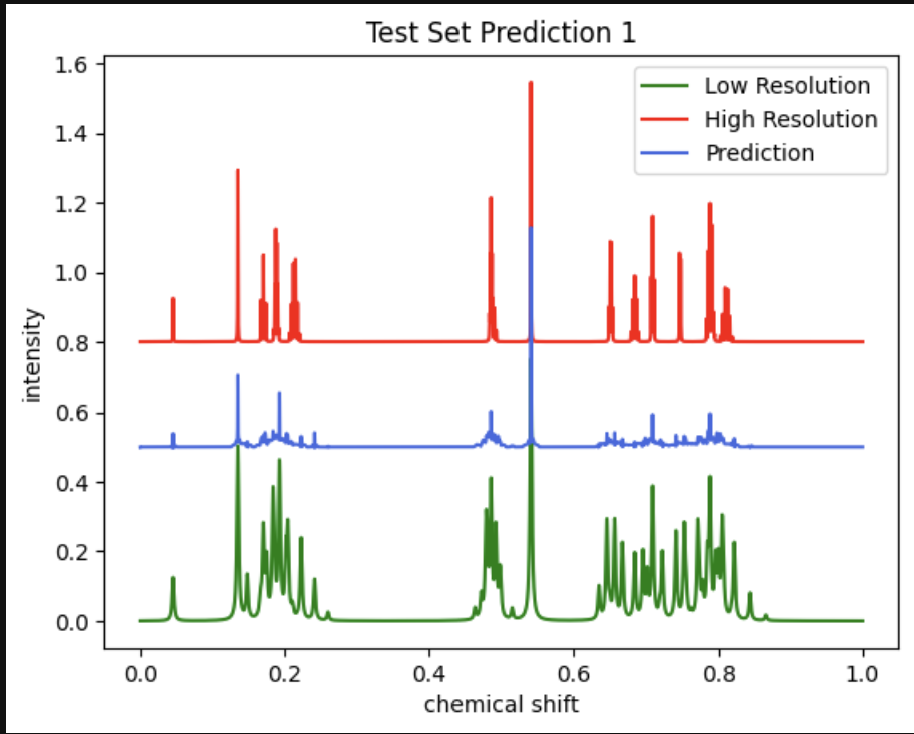 Test Set Prediction 1
1.6
1.4
1.2
1.0
0.8
0.6
0.4
0.2
0.0
intensity
Low Resolution
High Resolution
Prediction
0.0 0.2 0.4 0.6 0.8 1.0
chemical shift